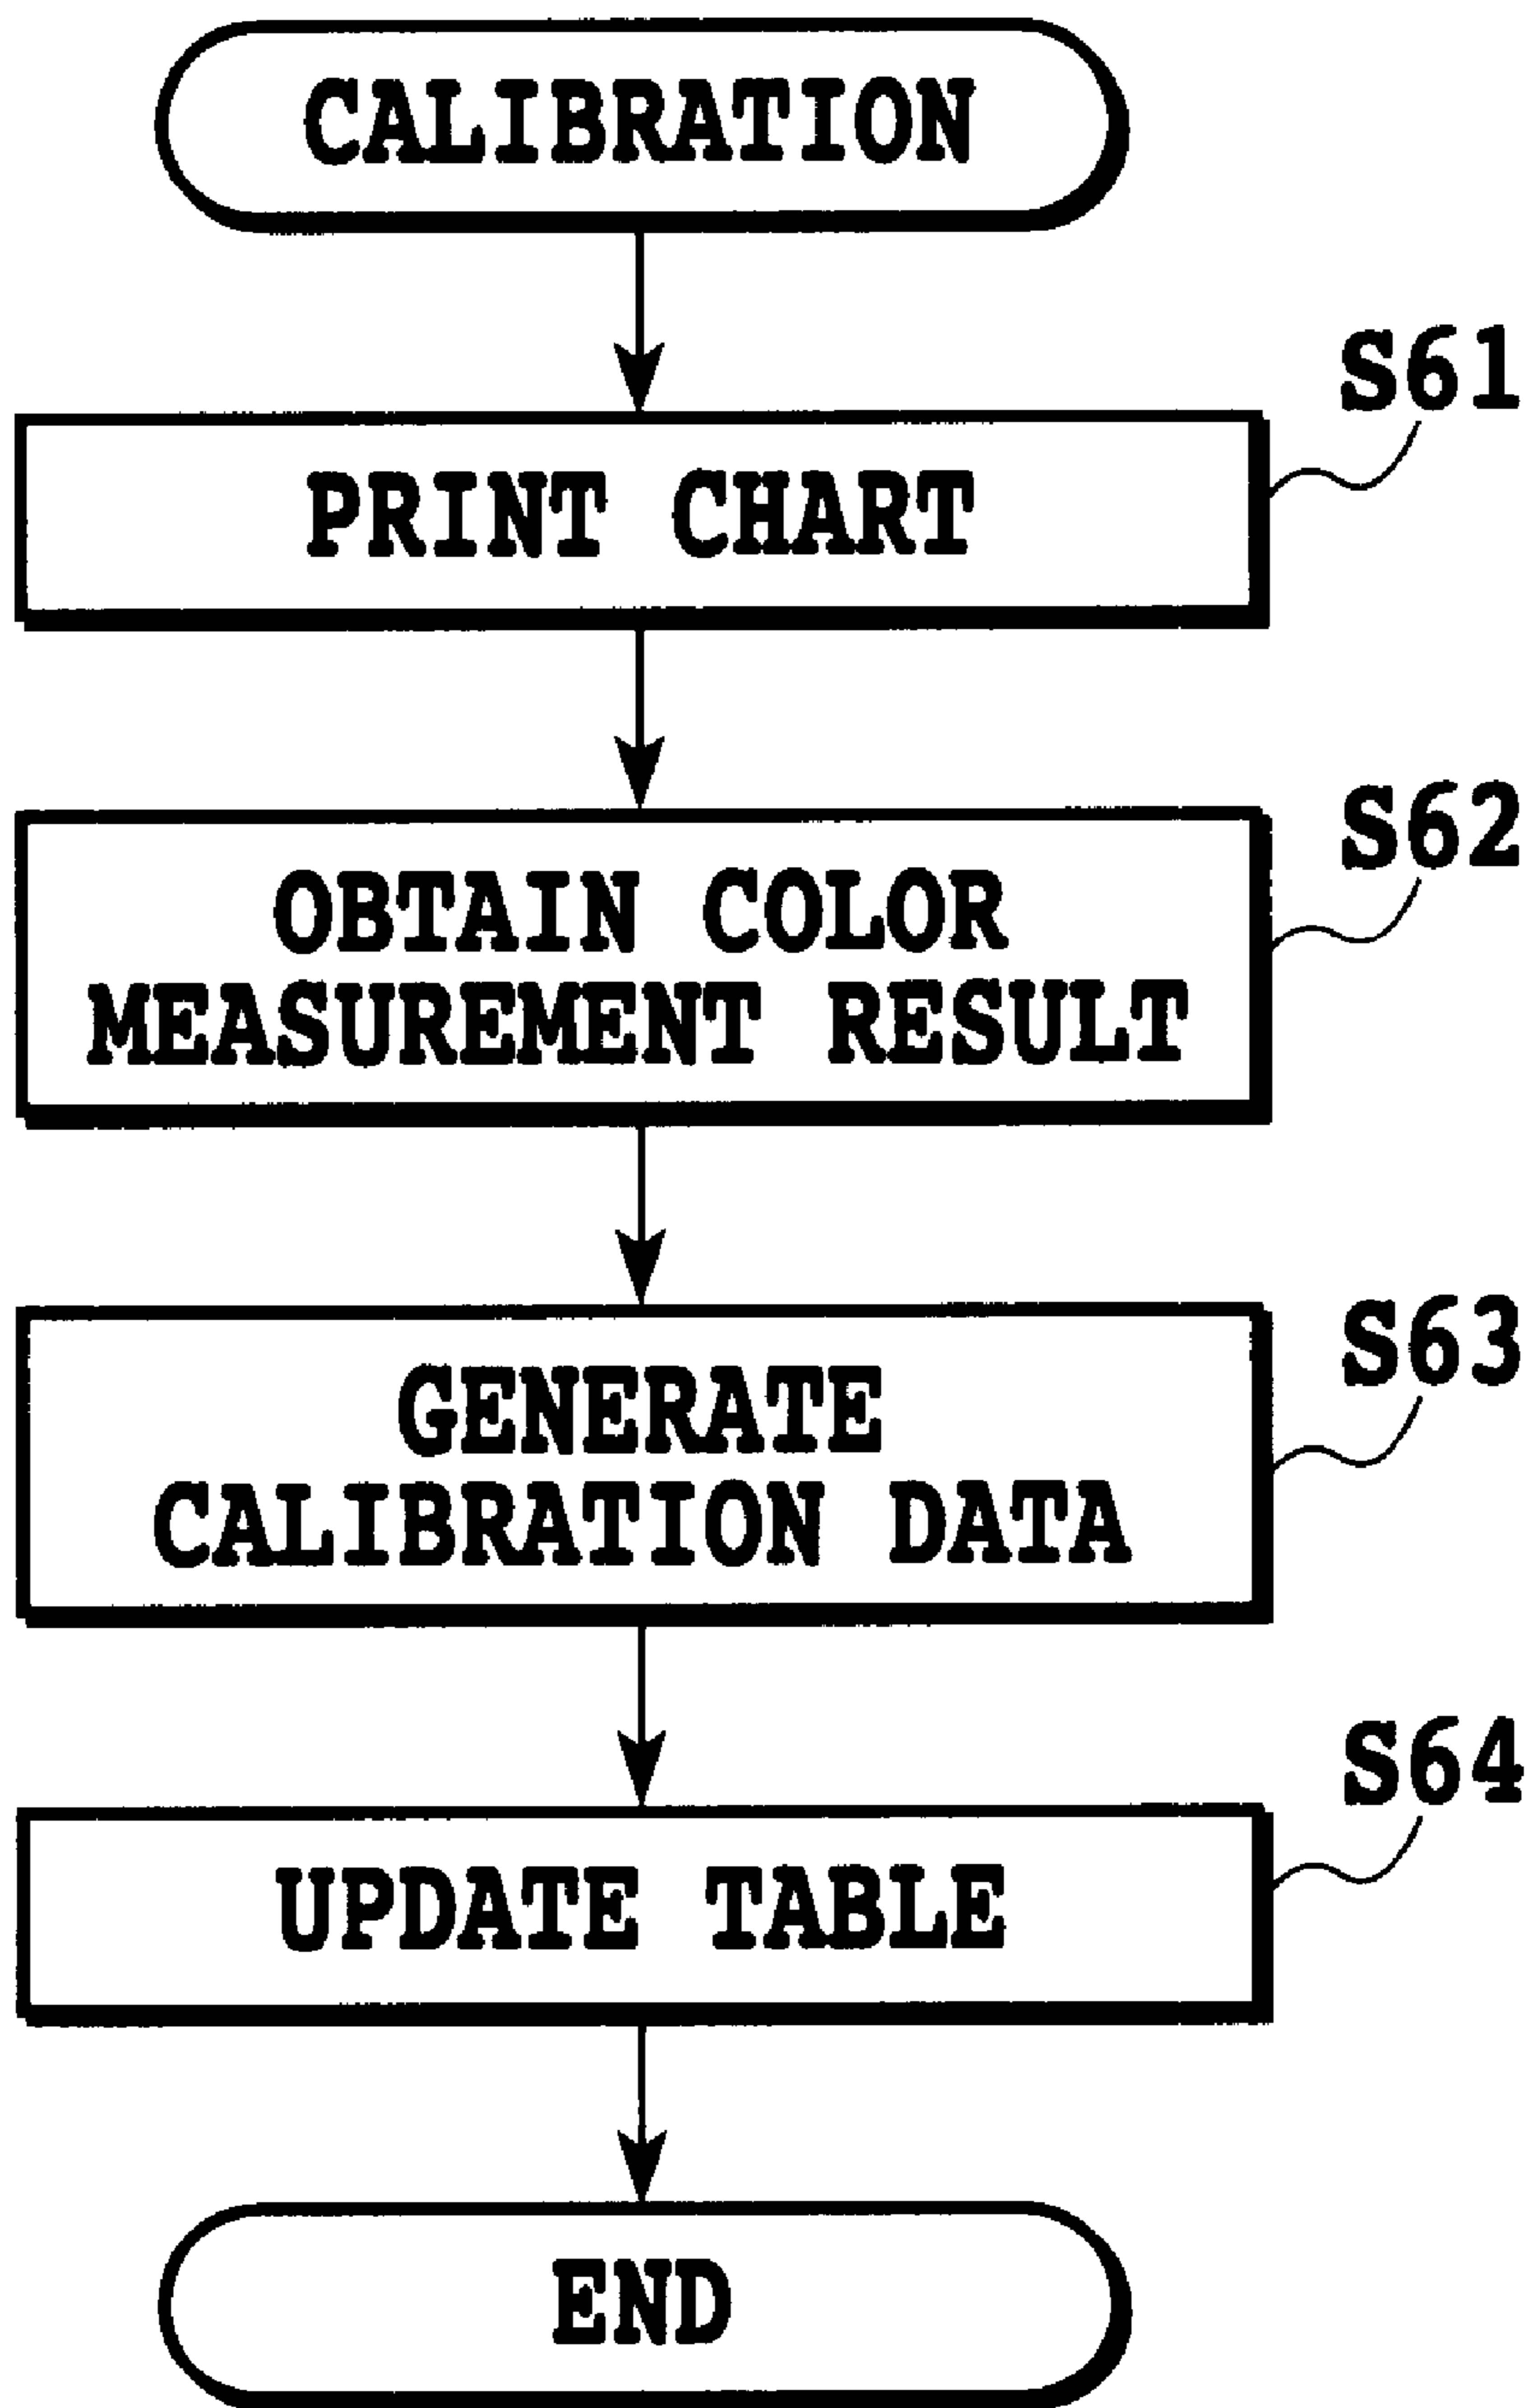 CALIBRATION
S61
PRINT CHART
S62
OBTAIN COLOR
MEASUREMENT RESULT
S63
GENERATE
CALIBRATION DATA
S64
UPDATE TABLE
END